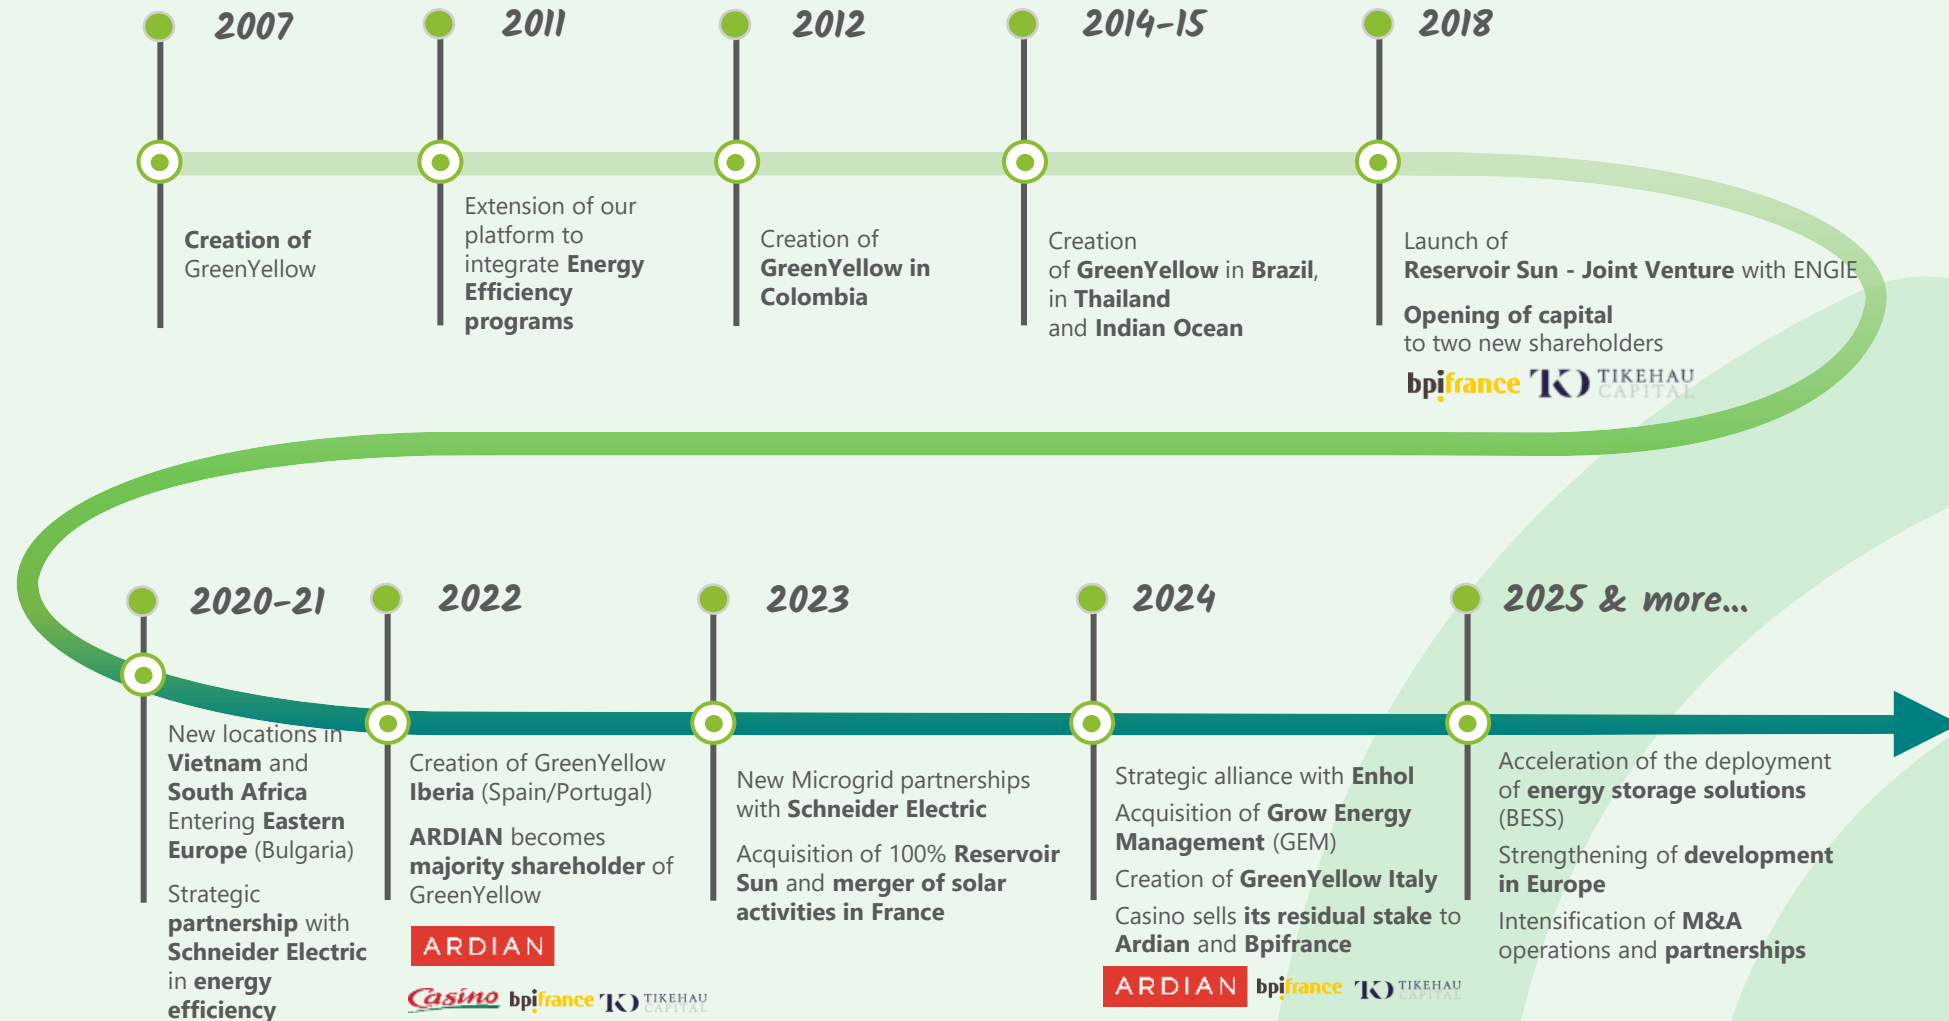 2007
2011
2012
2014-15
2018
Creation of
GreenYellow
Extension of our
platform to
integrate Energy
Efficiency
programs
Creation of
GreenYellow in
Colombia
Creation
of GreenYellow in Brazil,
in Thailand
and Indian Ocean
Launch of
Reservoir Sun - Joint Venture with ENGIE
Opening of capital
to two new shareholders
bpifrance TIKEHAU
CAPITAL
2020-21
2022
2023
2024
2025 & more...
New locations in
Vietnam and
South Africa
Entering Eastern
Europe (Bulgaria)
Strategic
partnership with
Schneider Electric
in energy
efficiency
Creation of GreenYellow
Iberia (Spain/Portugal)
ARDIAN becomes
majority shareholder of
GreenYellow
ARDIAN
Casino bpifrance TIKEHAU
CAPITAL
New Microgrid partnerships
with Schneider Electric
Acquisition of 100% Reservoir
Sun and merger of solar
activities in France
Strategic alliance with Enhol
Acquisition of Grow Energy
Management (GEM)
Creation of GreenYellow Italy
Casino sells its residual stake to
Ardian and Bpifrance
ARDIAN bpifrance TIKEHAU
CAPITAL
Acceleration of the deployment
of energy storage solutions
(BESS)
Strengthening of development
in Europe
Intensification of M&A
operations and partnerships